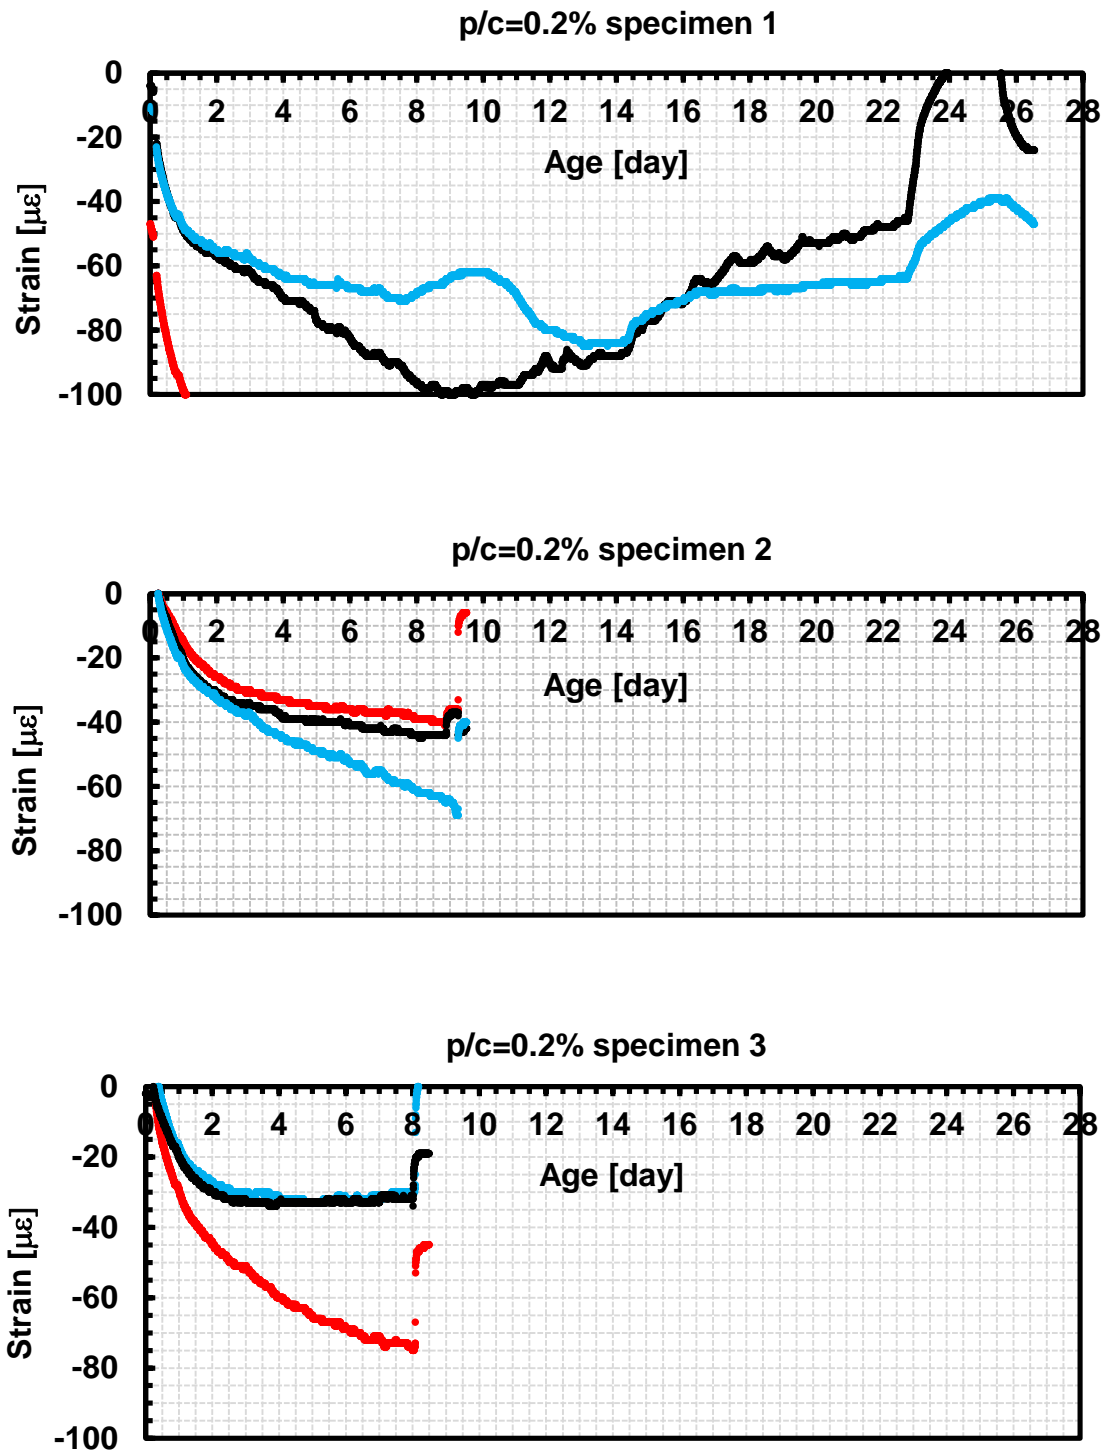 p/c=0.2% specimen 1
0
0 2 4 6 8 10 12 14 16 18 20 22 24 26 28
-20
Age [day]
-40
-60
-80
-100
Strain [με]
p/c=0.2% specimen 2
0
0 2 4 6 8 10 12 14 16 18 20 22 24 26 28
-20
Age [day]
-40
-60
-80
-100
Strain [με]
p/c=0.2% specimen 3
0
0 2 4 6 8 10 12 14 16 18 20 22 24 26 28
-20
Age [day]
-40
-60
-80
-100
Strain [με]